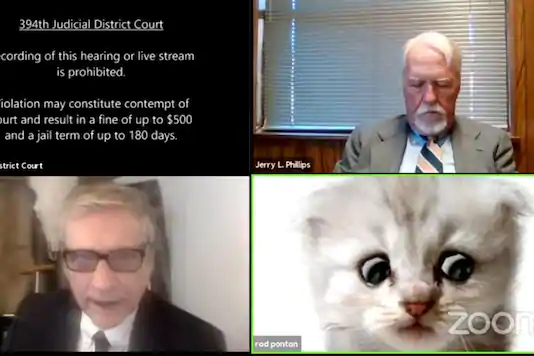 394th Judicial District Court
ecording of this hearing or live stream
is prohibited.
iolation may constitute contempt of
ourt and result in a fine of up to $500
and a jail term of up to 180 days.
strict Court
Jerry L. Phillips
rod ponton
zoom